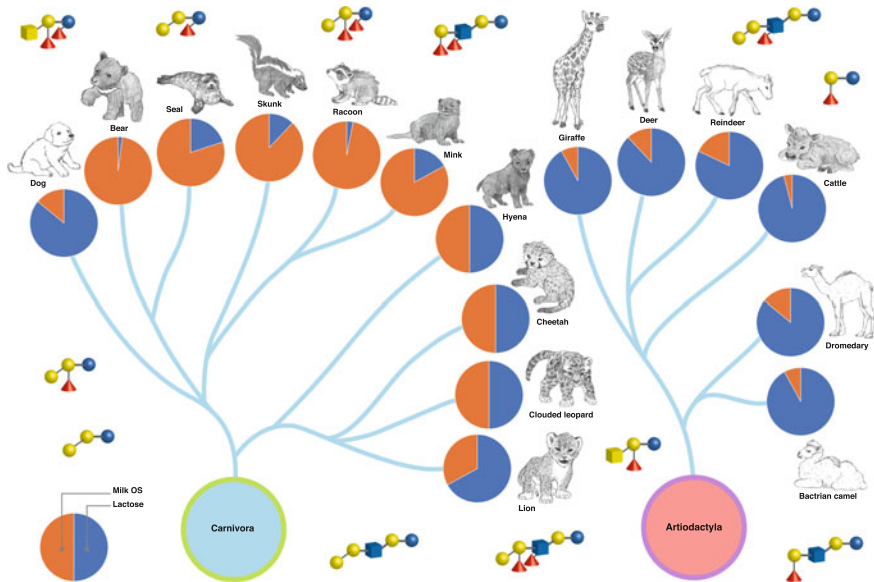 Bear
Seal
Skunk
Racoon
Mink
Dog
Hyena
Cheetah
Clouded leopard
Lion
Giraffe
Deer
Reindeer
Cattle
Dromedary
Bactrian camel
Milk OS
Lactose
Carnivora
Artiodactyla